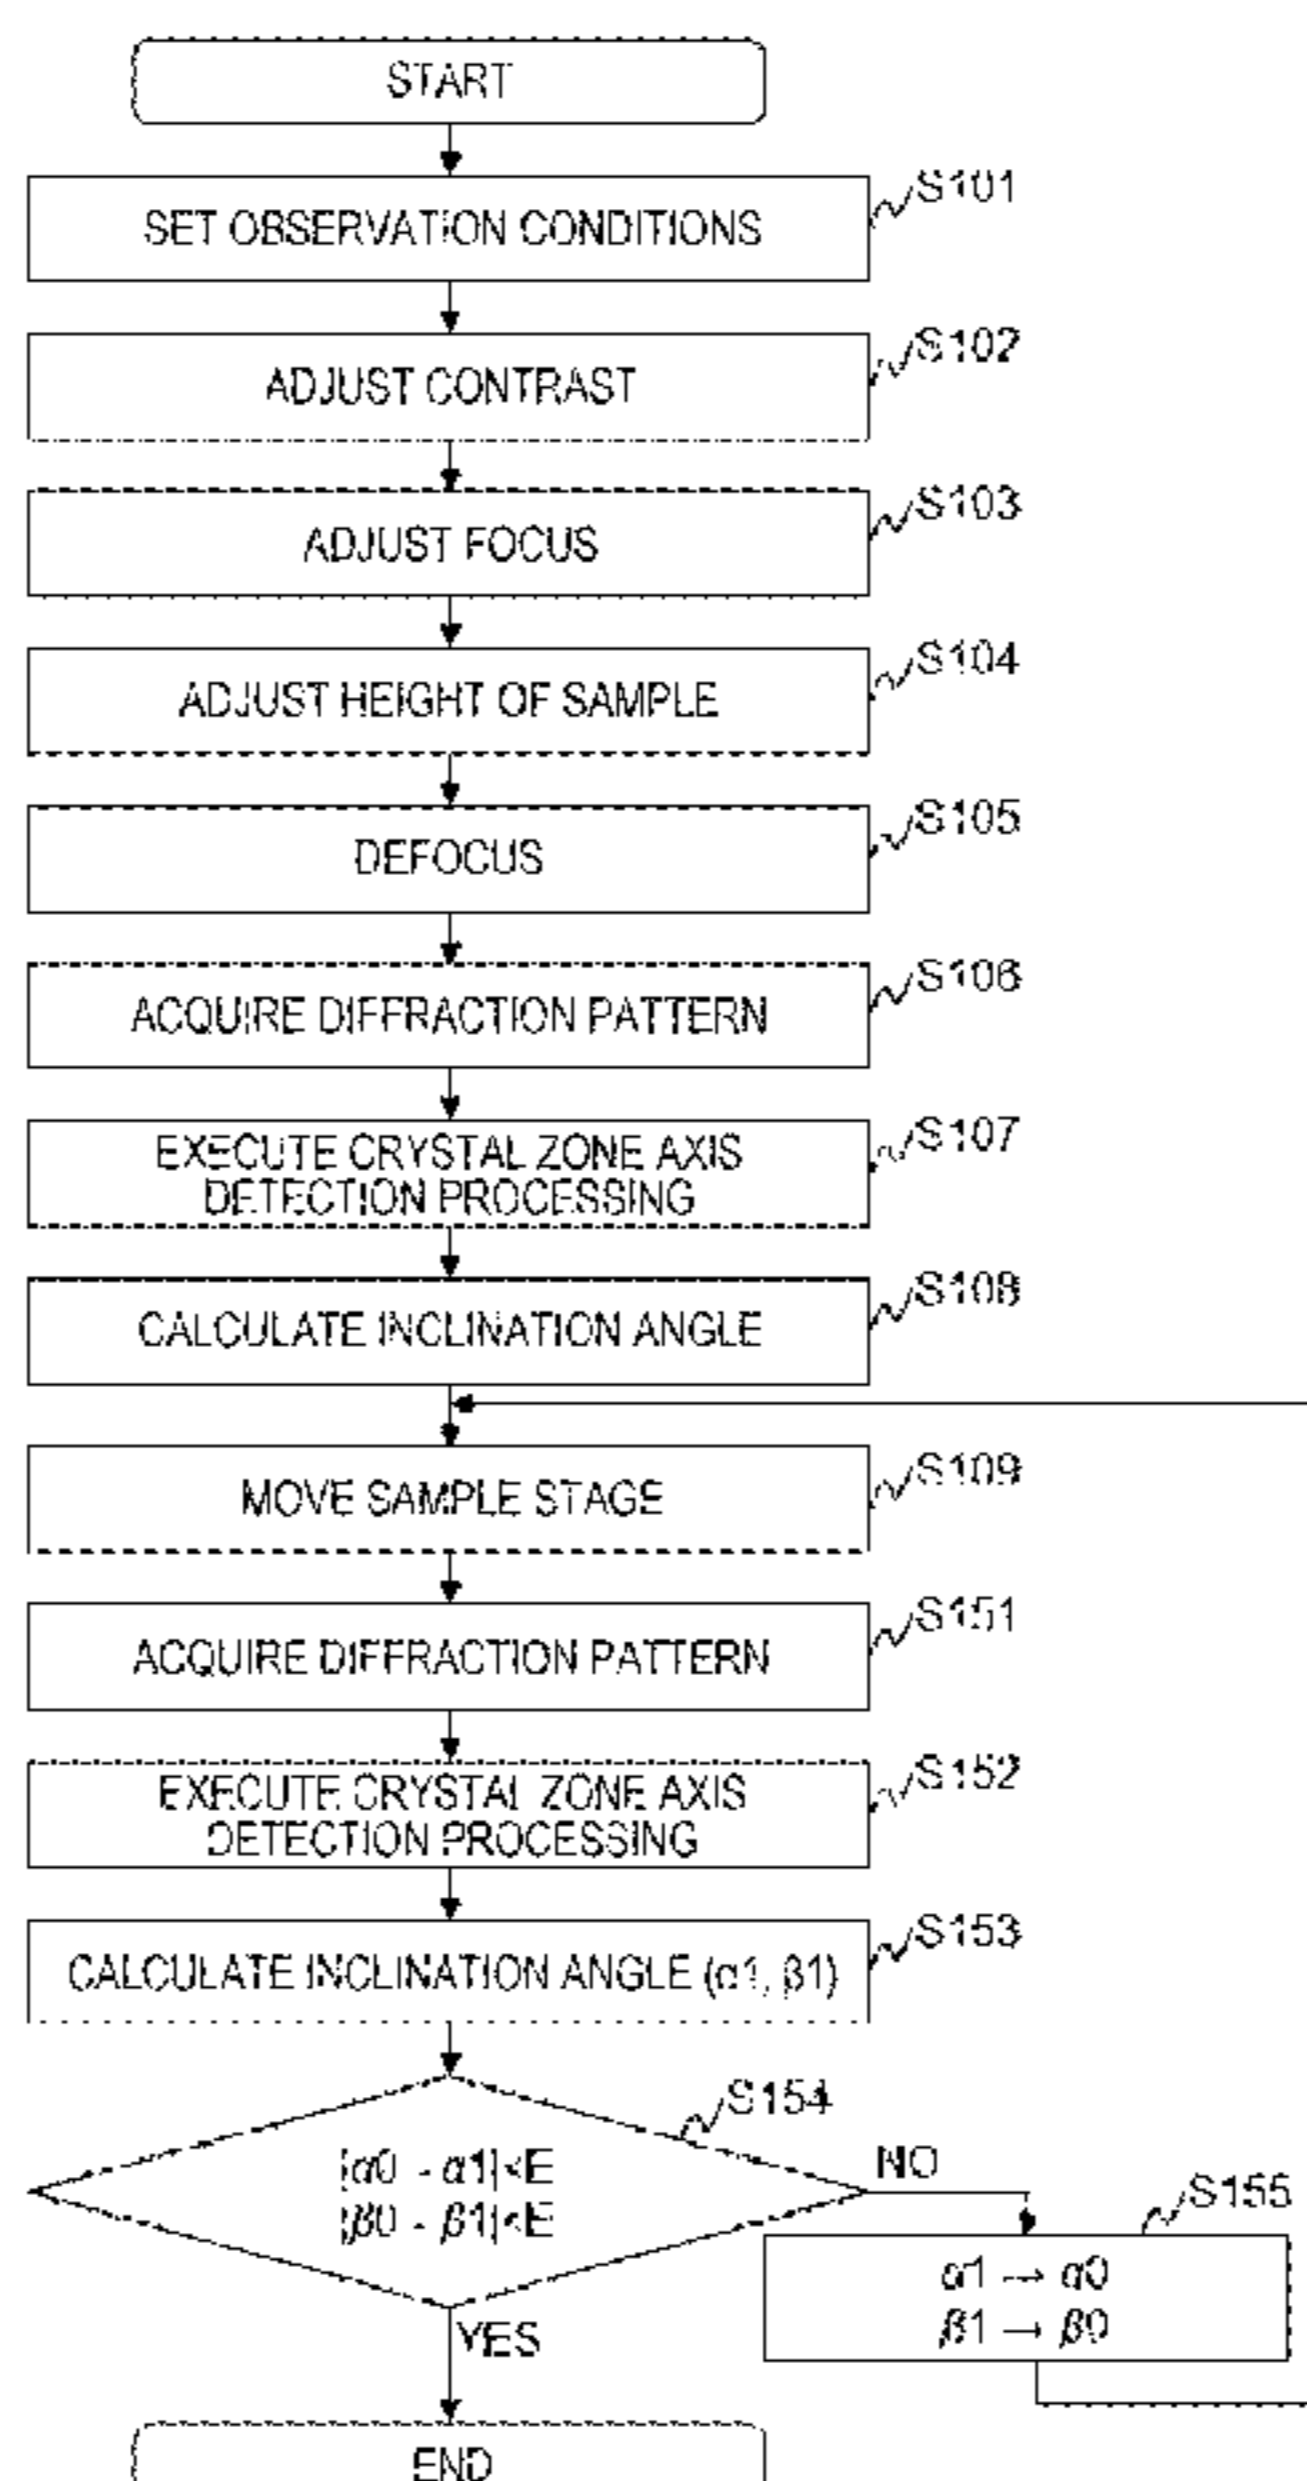 START
S101
SET OBSERVATION CONDITIONS
S102
ADJUST CONTRAST
S103
ADJUST FOCUS
S104
ADJUST HEIGHT OF SAMPLE
S105
DEFOCUS
S106
ACQUIRE DIFFRACTION PATTERN
S107
EXECUTE CRYSTAL ZONE AXIS
DETECTION PROCESSING
S108
CALCULATE INCLINATION ANGLE
S109
MOVE SAMPLE STAGE
S151
ACQUIRE DIFFRACTION PATTERN
S152
EXECUTE CRYSTAL ZONE AXIS
DETECTION PROCESSING
S153
CALCULATE INCLINATION ANGLE (α1, β1)
S154
|α0 - α1|<E
|β0 - β1|<E
NO
S155
α1 → α0
β1 → β0
YES
END